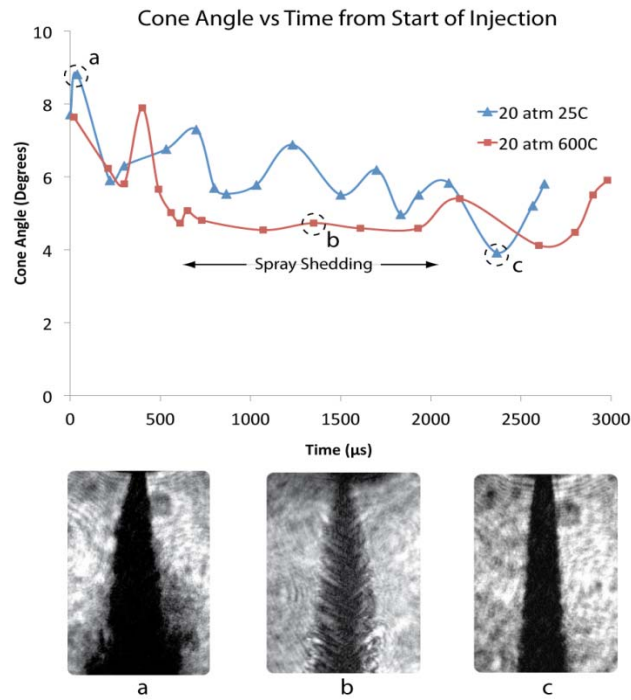 Cone Angle vs Time from Start of Injection
Cone Angle (Degrees)
10
8
6
4
2
0
a
20 atm 25C
20 atm 600C
b
c
Spray Shedding
0
500
1000
1500
2000
2500
3000
Time (µs)
a
b
c